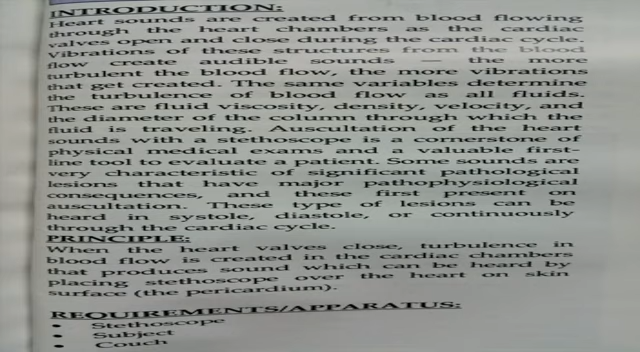 INTRODUCTION:
Heart sounds are created from blood flowing
through the heart chambers as the cardiac
valves open and close during the cardiac cycle.
Vibrations of these structures from the blood
flow create audible sounds — the more
turbulent the blood flow, the more vibrations
that get created. The same variables determine
the turbulence of blood flow as all fluids.
These are fluid viscosity, density, velocity, and
the diameter of the column through which the
fluid is traveling. Auscultation of the heart
sounds with a stethoscope is a cornerstone of
physical medical exams and a valuable first-
line tool to evaluate a patient. Some sounds are
very characteristic of significant pathological
lesions that have major pathophysiological
consequences, and these first present on
auscultation. These type of lesions can be
heard in systole, diastole, or continuously
through the cardiac cycle.
PRINCIPLE:
When the heart valves close, turbulence in
blood flow is created in the cardiac chambers
that produces sound which can be heard by
placing stethoscope over the heart on skin
surface (the pericardium).
REQUIREMENTS/APPARATUS:
• Stethoscope
• Subject
• Couch